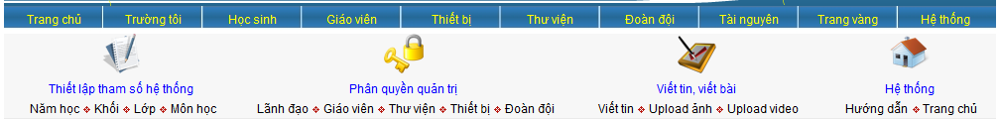 Trang chủ Trường tôi Học sinh Giáo viên Thiết bị Thư viện Đoàn đội Tài nguyên Trang vàng Hệ thống
Thiết lập tham số hệ thống Phân quyền quản trị Viết tin, viết bài Hệ thống
Năm học Khối Lớp Môn học Lãnh đạo Giáo viên Thư viện Thiết bị Đoàn đội Viết tin Upload ảnh Upload video Hướng dẫn Trang chủ